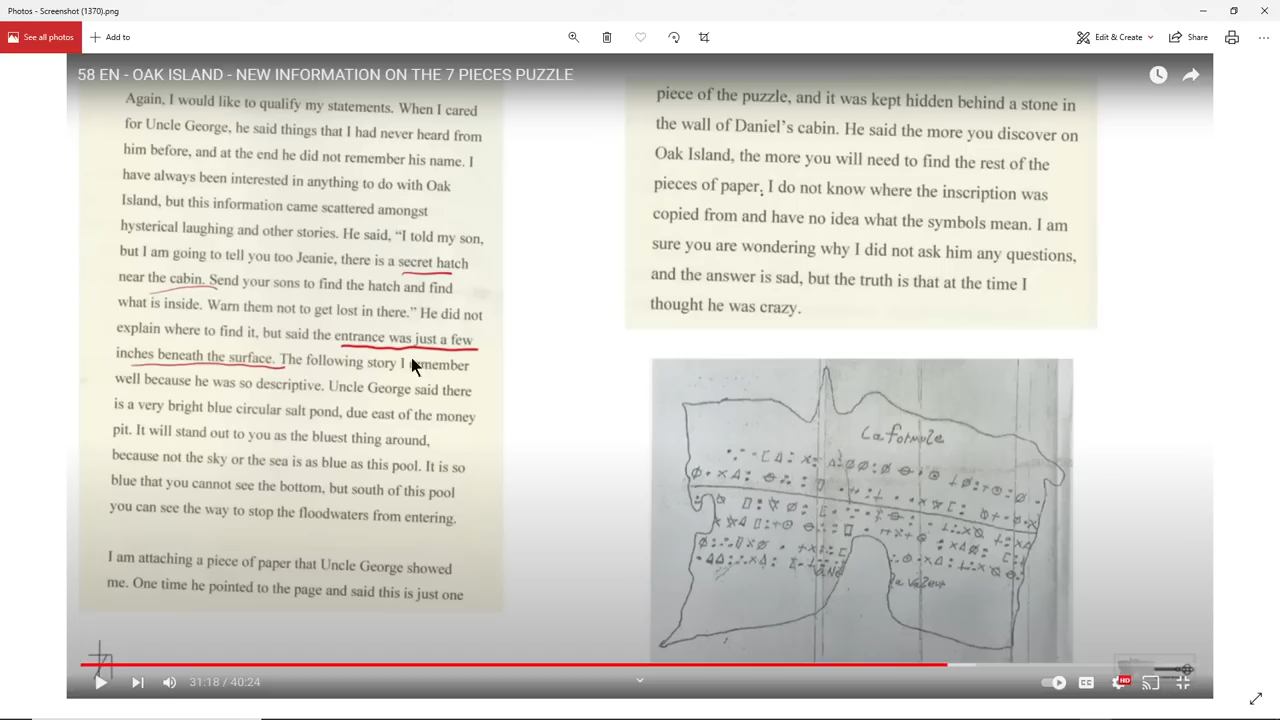 Photos - Screenshot (1370).png
See all photos
Add to
Edit & Create
Share
58 EN - OAK ISLAND - NEW INFORMATION ON THE 7 PIECES PUZZLE
Again, I would like to qualify my statements. When I cared
for Uncle George, he said things that I had never heard from
him before, and at the end he did not remember his name. I
have always been interested in anything to do with Oak
Island, but this information came scattered amongst
hysterical laughing and other stories. He said, “I told my son,
but I am going to tell you too Jeanie, there is a secret hatch
near the cabin. Send your sons to find the hatch and find
what is inside. Warn them not to get lost in there.” He did not
explain where to find it, but said the entrance was just a few
inches beneath the surface. The following story I remember
well because he was so descriptive. Uncle George said there
is a very bright blue circular salt pond, due east of the money
pit. It will stand out to you as the bluest thing around,
because not the sky or the sea is as blue as this pool. It is so
blue that you cannot see the bottom, but south of this pool
you can see the way to stop the floodwaters from entering.
I am attaching a piece of paper that Uncle George showed
me. One time he pointed to the page and said this is just one
piece of the puzzle, and it was kept hidden behind a stone in
the wall of Daniel’s cabin. He said the more you discover on
Oak Island, the more you will need to find the rest of the
pieces of paper. I do not know where the inscription was
copied from and have no idea what the symbols mean. I am
sure you are wondering why I did not ask him any questions,
and the answer is sad, but the truth is that at the time I
thought he was crazy.
La formule
31:18 / 40:24
CC
HD